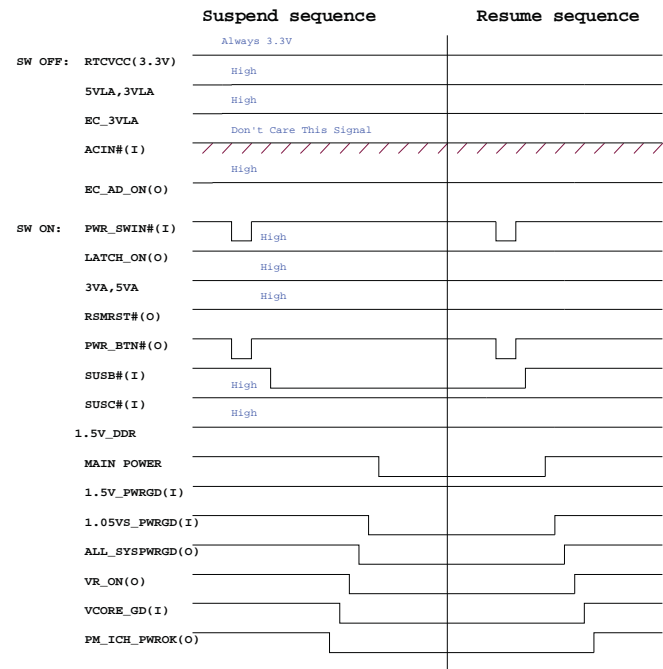 Suspend sequence Resume sequence
Always 3.3V
SW OFF: RTCVCC(3.3V)
High
5VLA,3VLA
High
EC_3VLA
Don't Care This Signal
ACIN#(I)
High
EC_AD_ON(O)
SW ON: PWR_SWIN#(I)
High
LATCH_ON(O)
High
3VA,5VA
High
RSMRST#(O)
PWR_BTN#(O)
SUSB#(I)
High
SUSC#(I)
High
1.5V_DDR
MAIN POWER
1.5V_PWRGD(I)
1.05VS_PWRGD(I)
ALL_SYSPWRGD(O)
VR_ON(O)
VCORE_GD(I)
PM_ICH_PWROK(O)